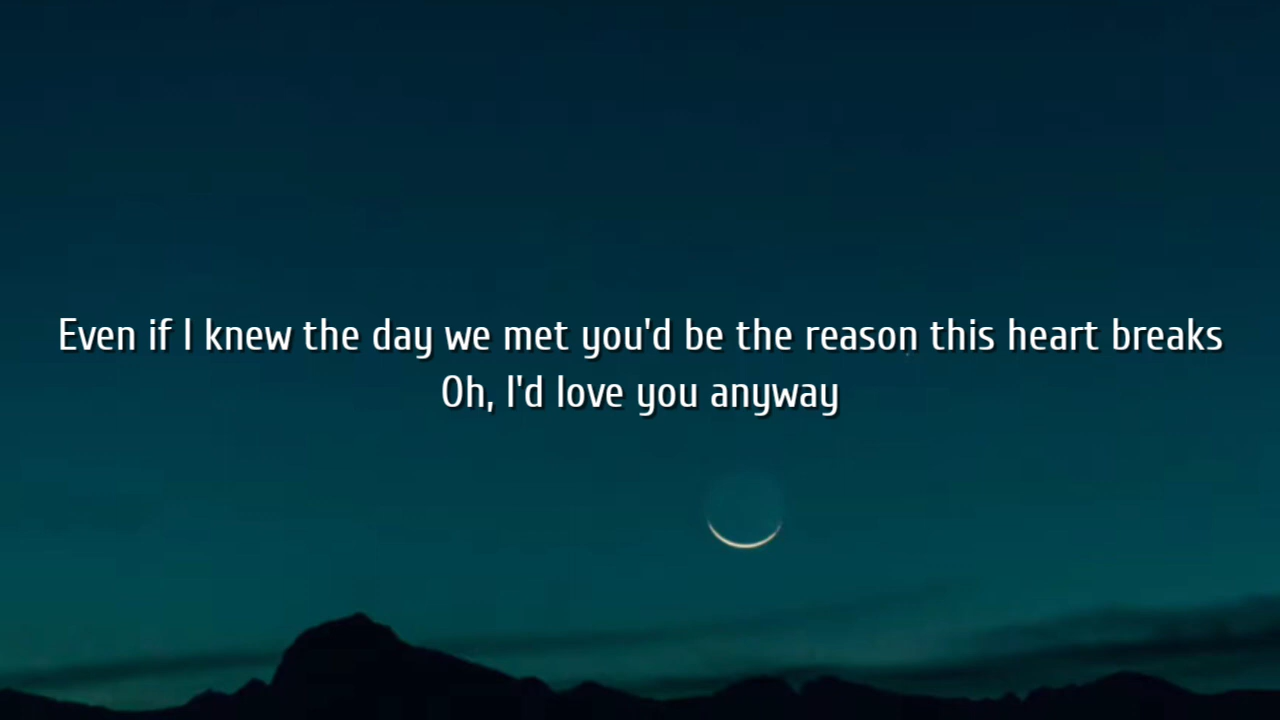 Even if I knew the day we met you'd be the reason this heart breaks
Oh, I'd love you anyway